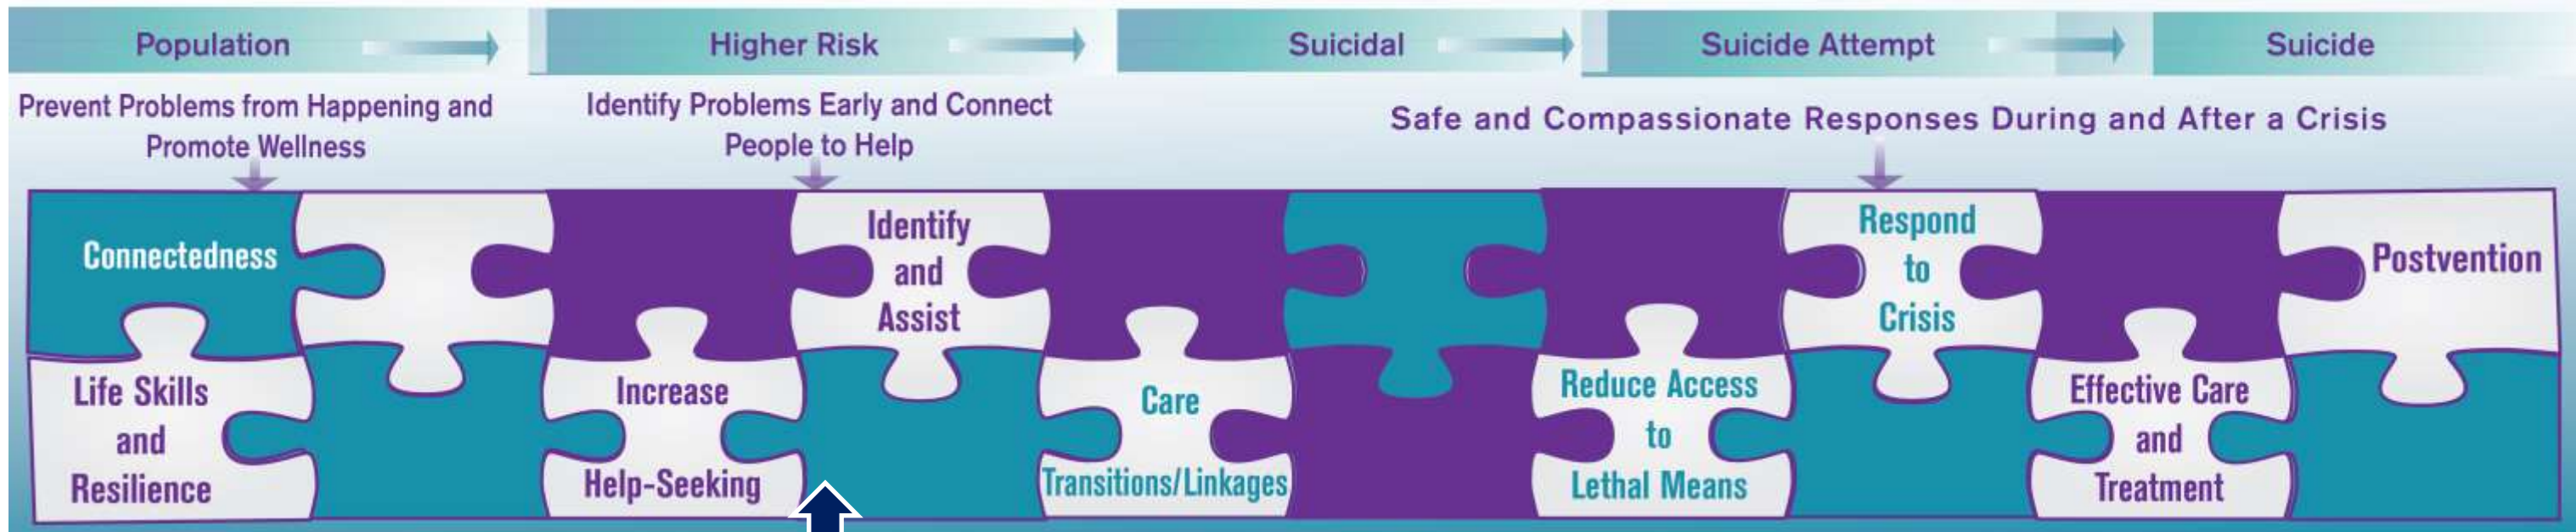 Population
Higher Risk
Suicidal
Suicide Attempt
Suicide
Prevent Problems from Happening and
Promote Wellness
Identify Problems Early and Connect
People to Help
Safe and Compassionate Responses During and After a Crisis
Connectedness
Identify
and
Assist
Respond
to
Crisis
Postvention
Life Skills
and
Resilience
Increase
Help-Seeking
Care
Transitions/Linkages
Reduce Access
to
Lethal Means
Effective Care
and
Treatment